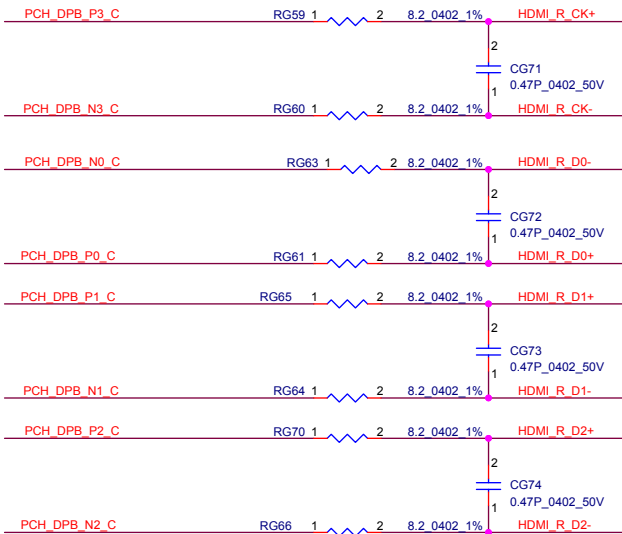 PCH_DPB_P3_C RG59 1 2 8.2_0402_1% HDMI_R_CK+
2
CG71
0.47P_0402_50V
1
PCH_DPB_N3_C RG60 1 2 8.2_0402_1% HDMI_R_CK-
PCH_DPB_N0_C RG63 1 2 8.2_0402_1% HDMI_R_D0-
2
CG72
0.47P_0402_50V
1
PCH_DPB_P0_C RG61 1 2 8.2_0402_1% HDMI_R_D0+
PCH_DPB_P1_C RG65 1 2 8.2_0402_1% HDMI_R_D1+
2
CG73
0.47P_0402_50V
1
PCH_DPB_N1_C RG64 1 2 8.2_0402_1% HDMI_R_D1-
PCH_DPB_P2_C RG70 1 2 8.2_0402_1% HDMI_R_D2+
2
CG74
0.47P_0402_50V
1
PCH_DPB_N2_C RG66 1 2 8.2_0402_1% HDMI_R_D2-